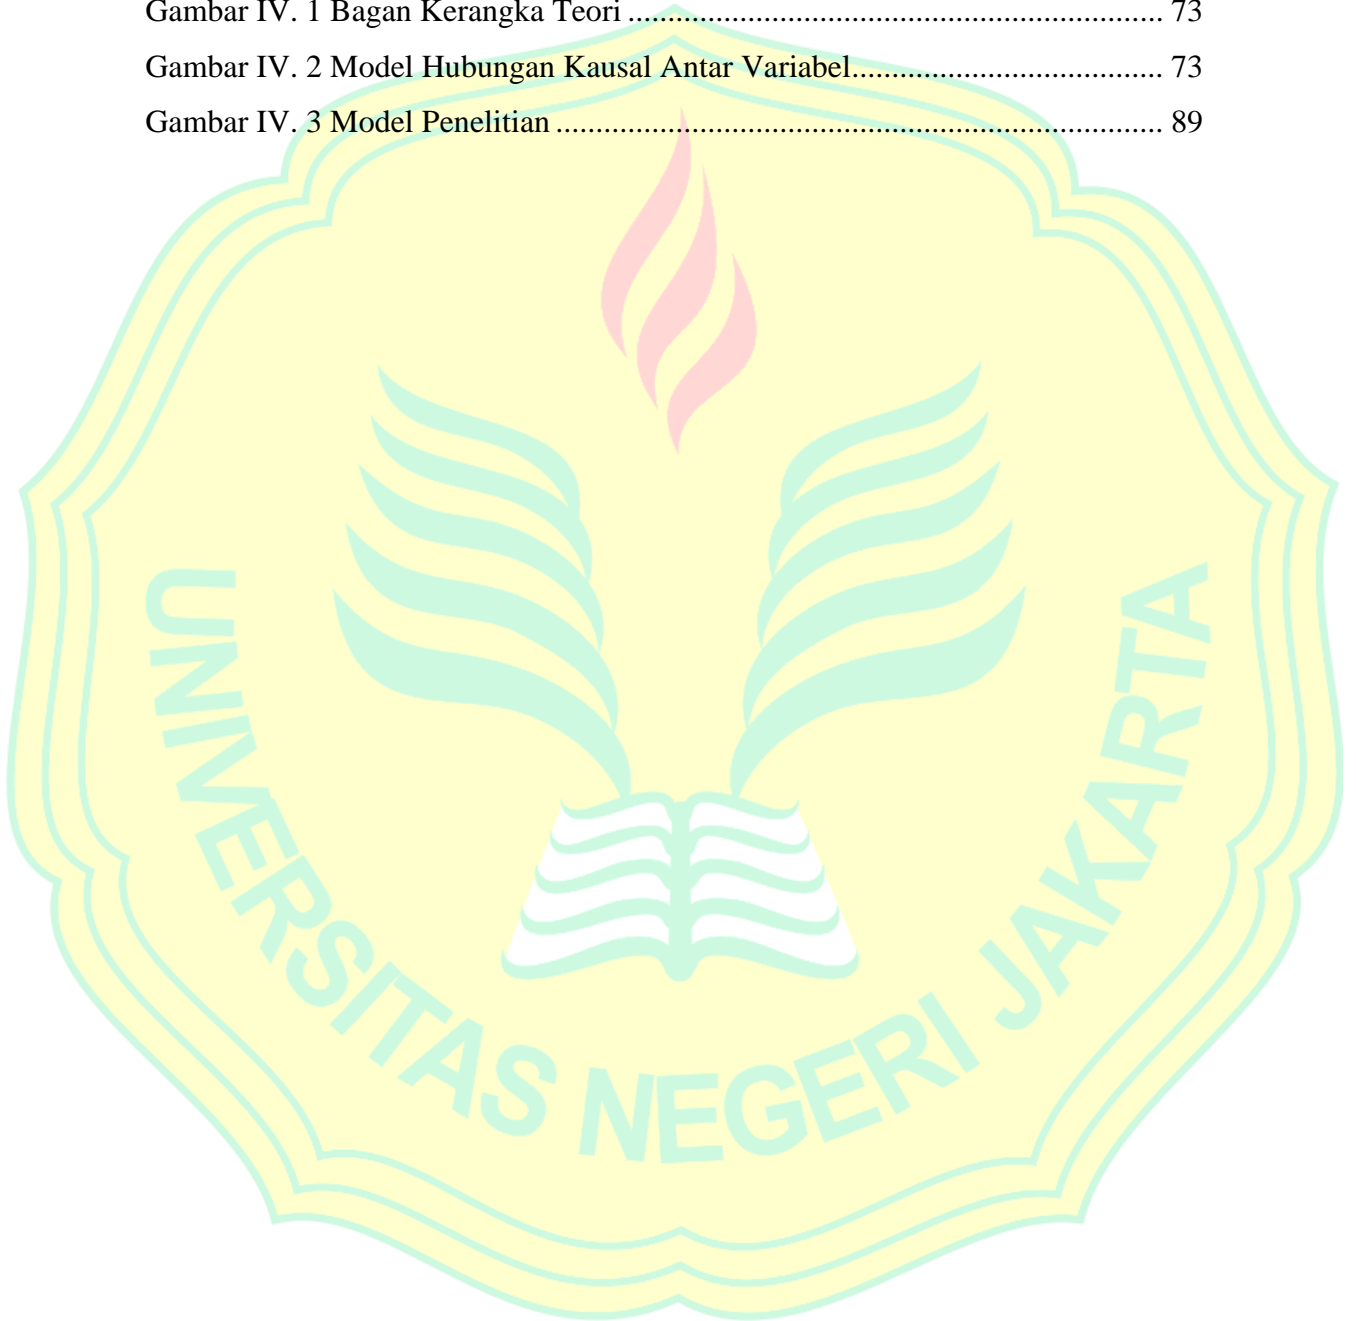 Gambar IV. 1 Bagan Kerangka Teori ................................................................... 73
Gambar IV. 2 Model Hubungan Kausal Antar Variabel....................................... 73
Gambar IV. 3 Model Penelitian ............................................................................ 89
UNIVERSITAS NEGERI JAKARTA